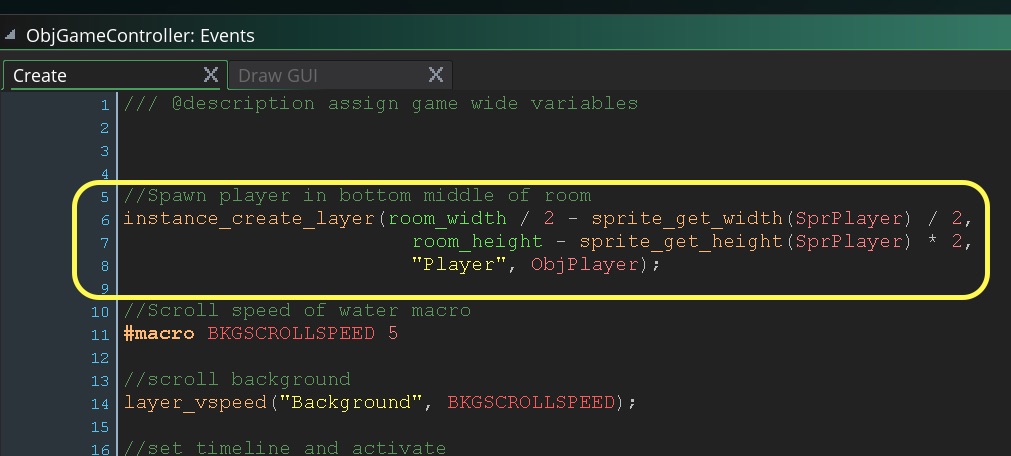 ObjGameController: Events
Create X Draw GUI X
1 /// @description assign game wide variables
2
3
4
5 //Spawn player in bottom middle of room
6 instance_create_layer(room_width / 2 - sprite_get_width(SprPlayer) / 2,
7 room_height - sprite_get_height(SprPlayer) * 2,
8 "Player", ObjPlayer);
9
10 //Scroll speed of water macro
11 #macro BKGSCROLLSPEED 5
12
13 //scroll background
14 layer_vspeed("Background", BKGSCROLLSPEED);
15
16 //set timeline and activate